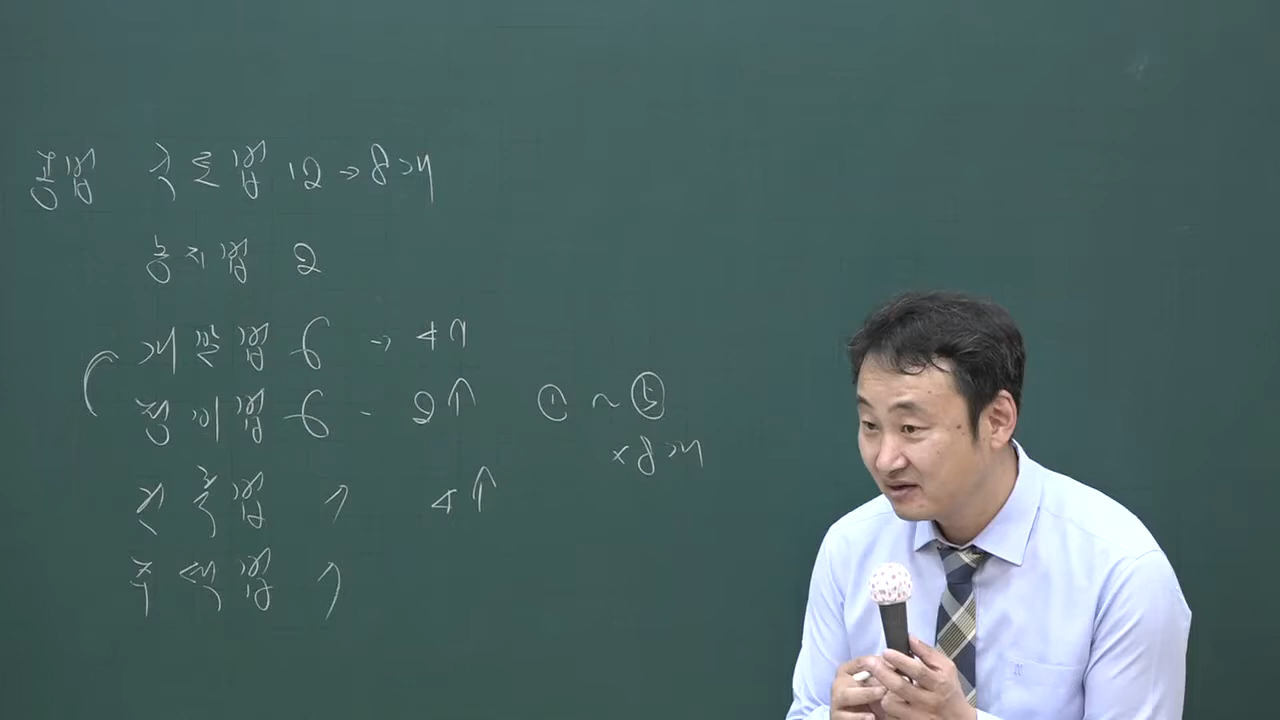 공법 국토법 12 → 8개
농지법 2
개발법 6 → 4↑
정비법 6 - 2↑ ① ~ ⑤
x 8개
건축법 7 4↑
주택법 7